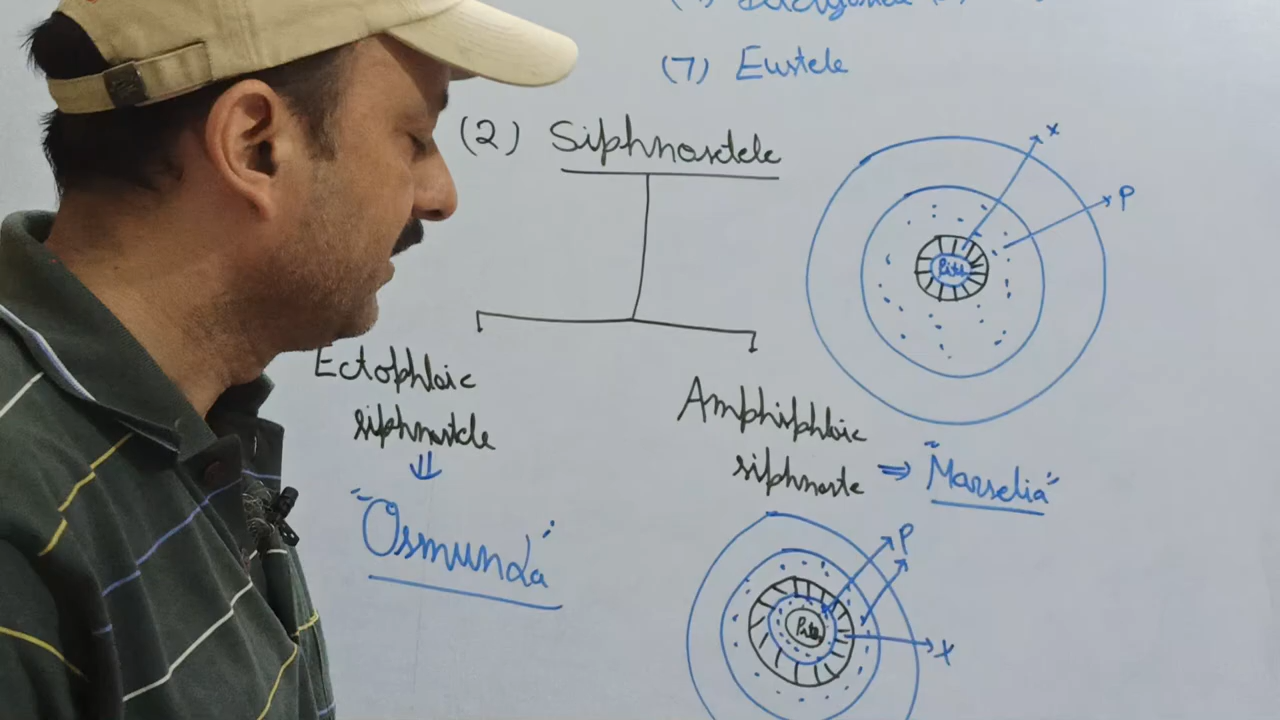 (7) Eustele
(2) Siphnostele
X
P
Pith
Ectophloic
siphnostele
"Osmunda"
Amphiphloic
siphnoste ⇒ "Marselia"
P
Pith
X